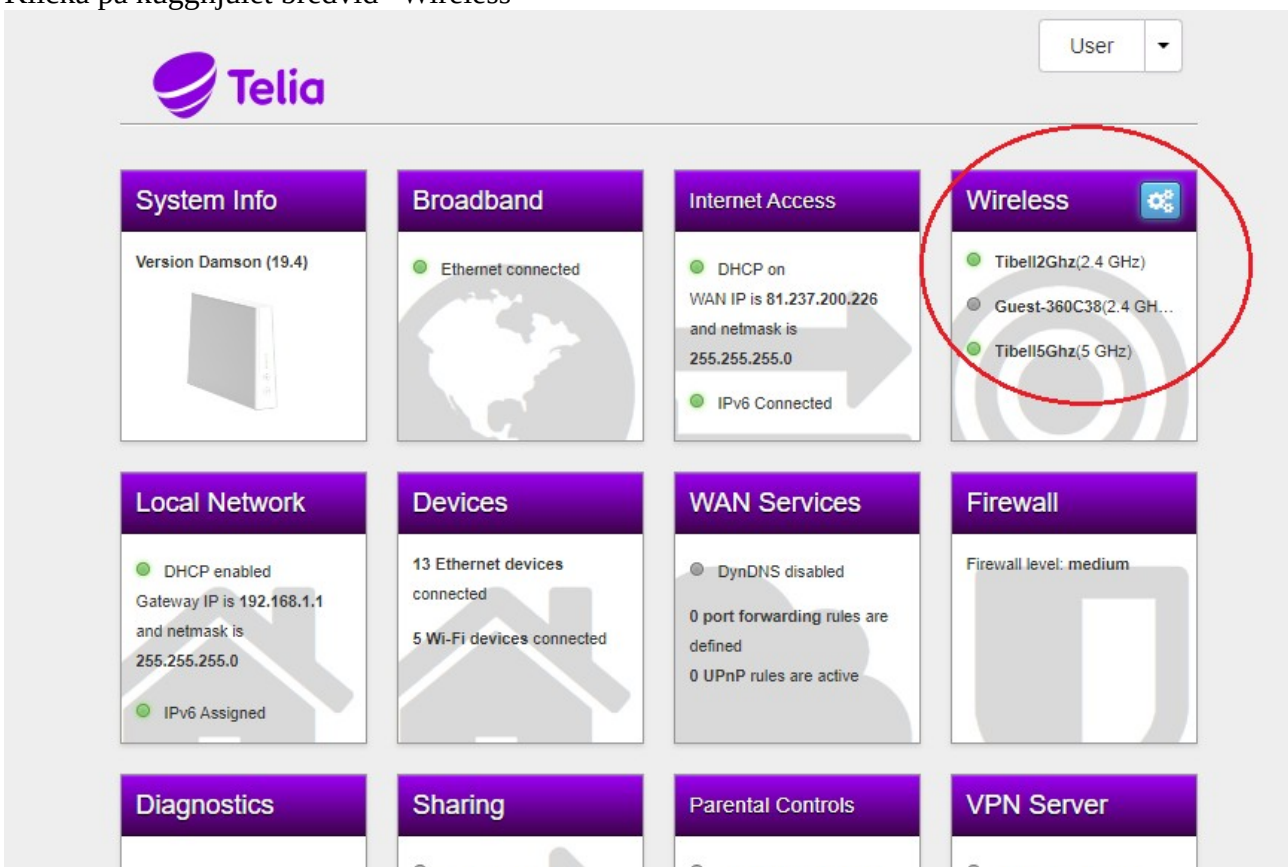 Klicka på kugghjulet bredvid "Wireless"
User
Telia
System Info
Version Damson (19.4)
Broadband
Ethernet connected
Internet Access
DHCP on
WAN IP is 81.237.200.226
and netmask is
255.255.255.0
IPv6 Connected
Wireless
Tibell2Ghz(2.4 GHz)
Guest-360C38(2.4 GH...
Tibell5Ghz(5 GHz)
Local Network
DHCP enabled
Gateway IP is 192.168.1.1
and netmask is
255.255.255.0
IPv6 Assigned
Devices
13 Ethernet devices
connected
5 Wi-Fi devices connected
WAN Services
DynDNS disabled
0 port forwarding rules are
defined
0 UPnP rules are active
Firewall
Firewall level: medium
Diagnostics
Sharing
Parental Controls
VPN Server